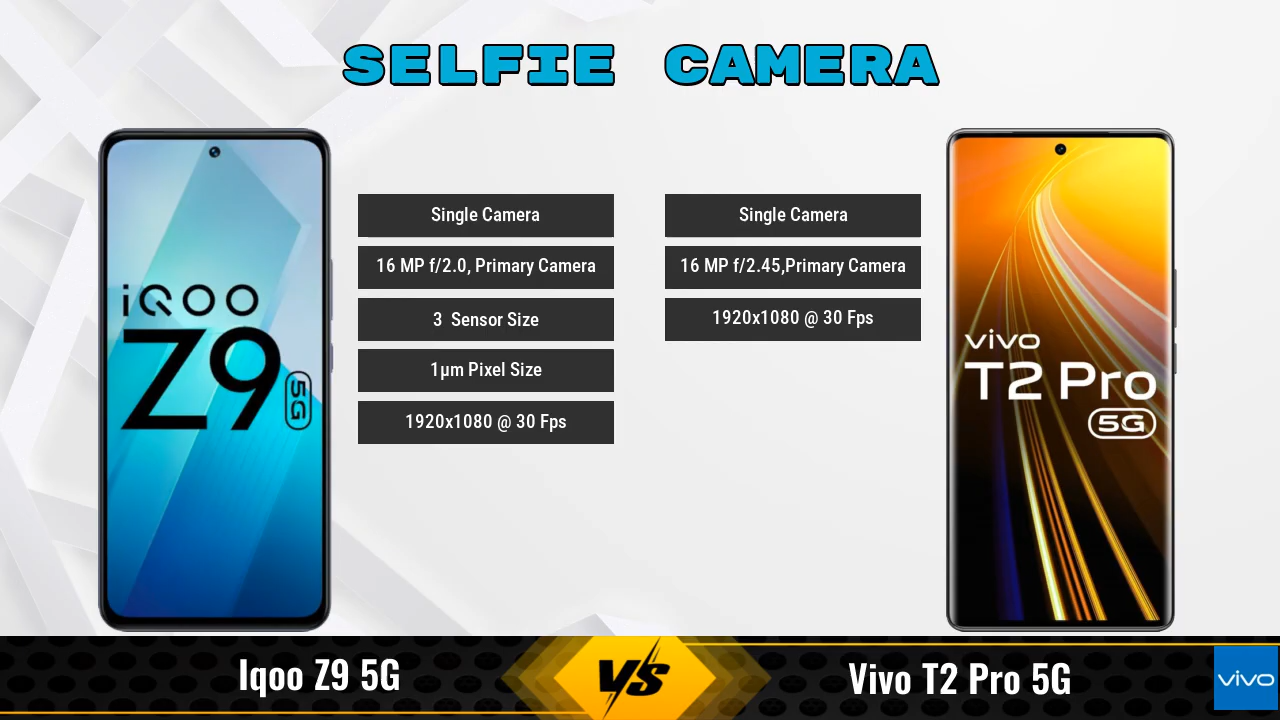 SELFIE CAMERA
iQOO
Z9 5G
Single Camera
16 MP f/2.0, Primary Camera
3 Sensor Size
1µm Pixel Size
1920x1080 @ 30 Fps
Single Camera
16 MP f/2.45,Primary Camera
1920x1080 @ 30 Fps
vivo
T2 Pro
5G
Iqoo Z9 5G
VS
Vivo T2 Pro 5G
vivo